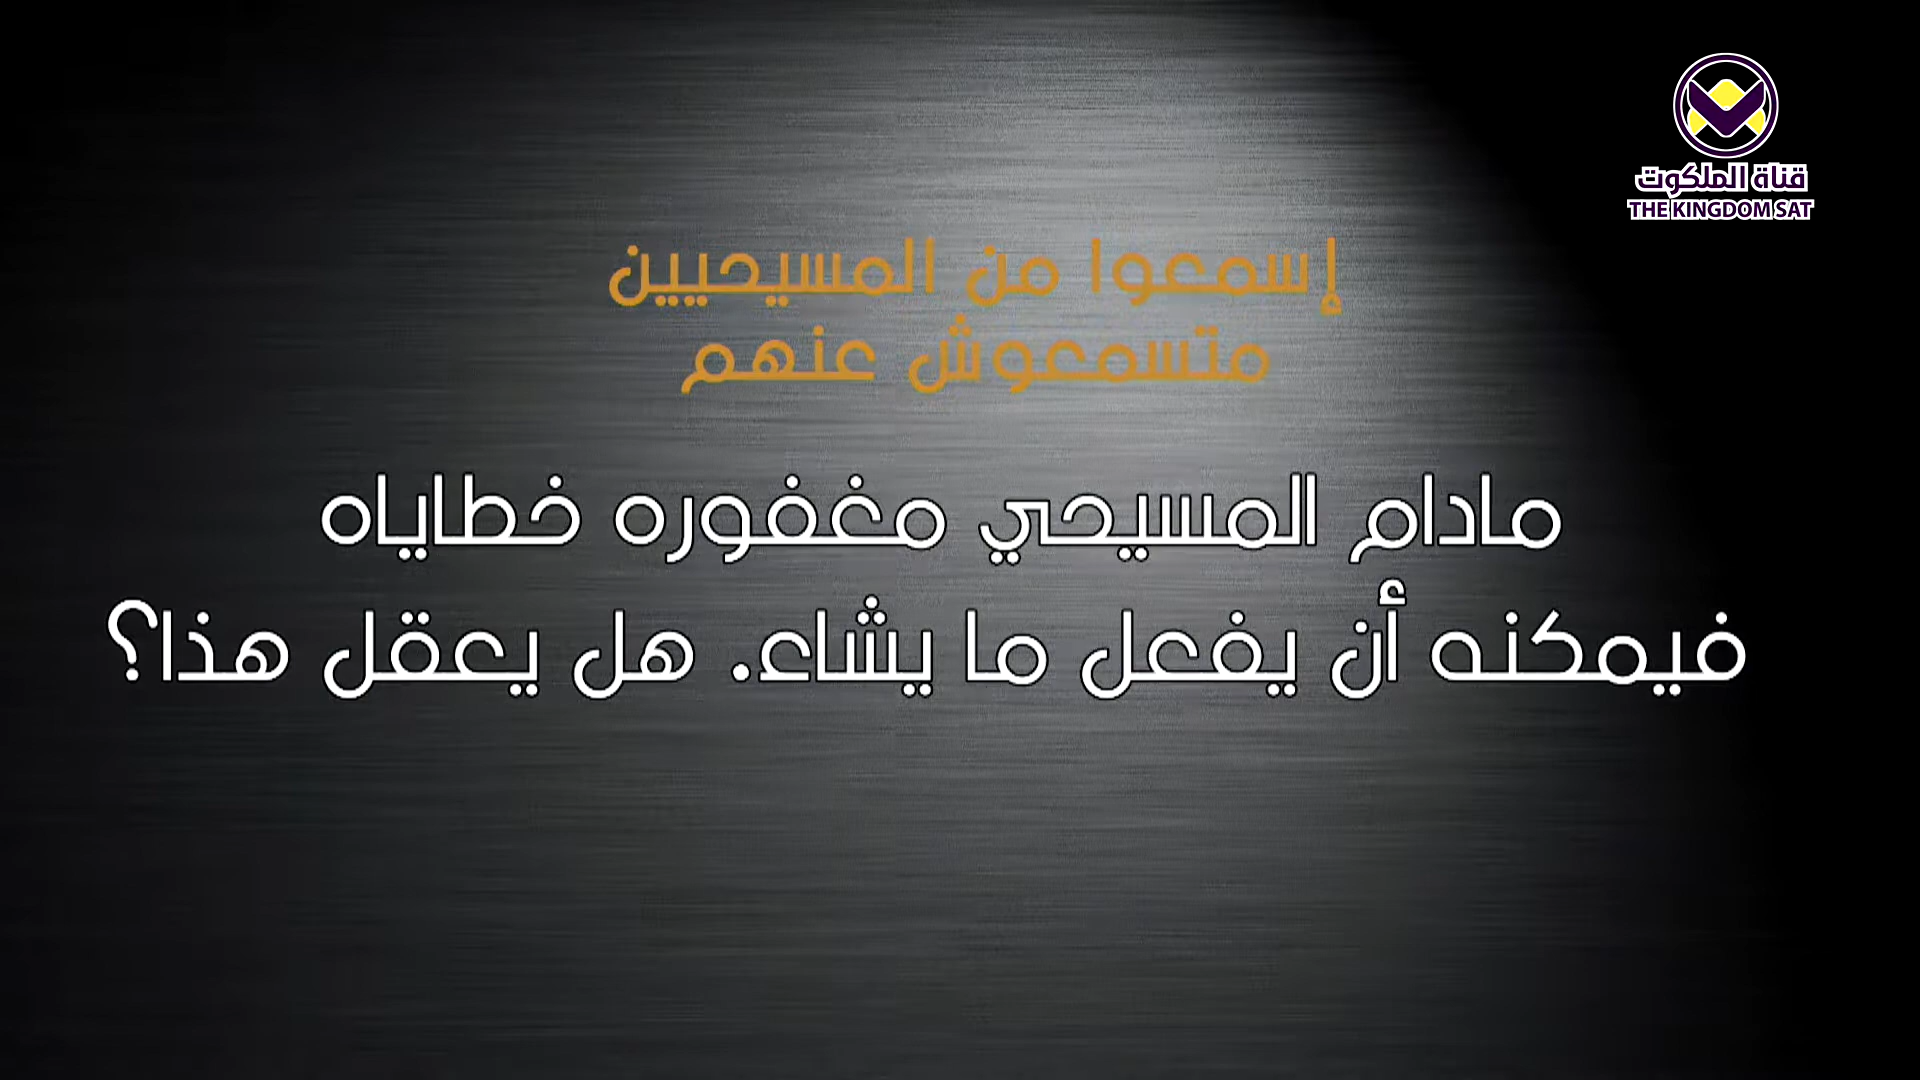 قناة الملكوت
THE KINGDOM SAT
إسمعوا من المسيحيين
متسمعوش عنهم
مادام المسيحي مغفوره خطاياه
فيمكنه أن يفعل ما يشاء. هل يعقل هذا؟